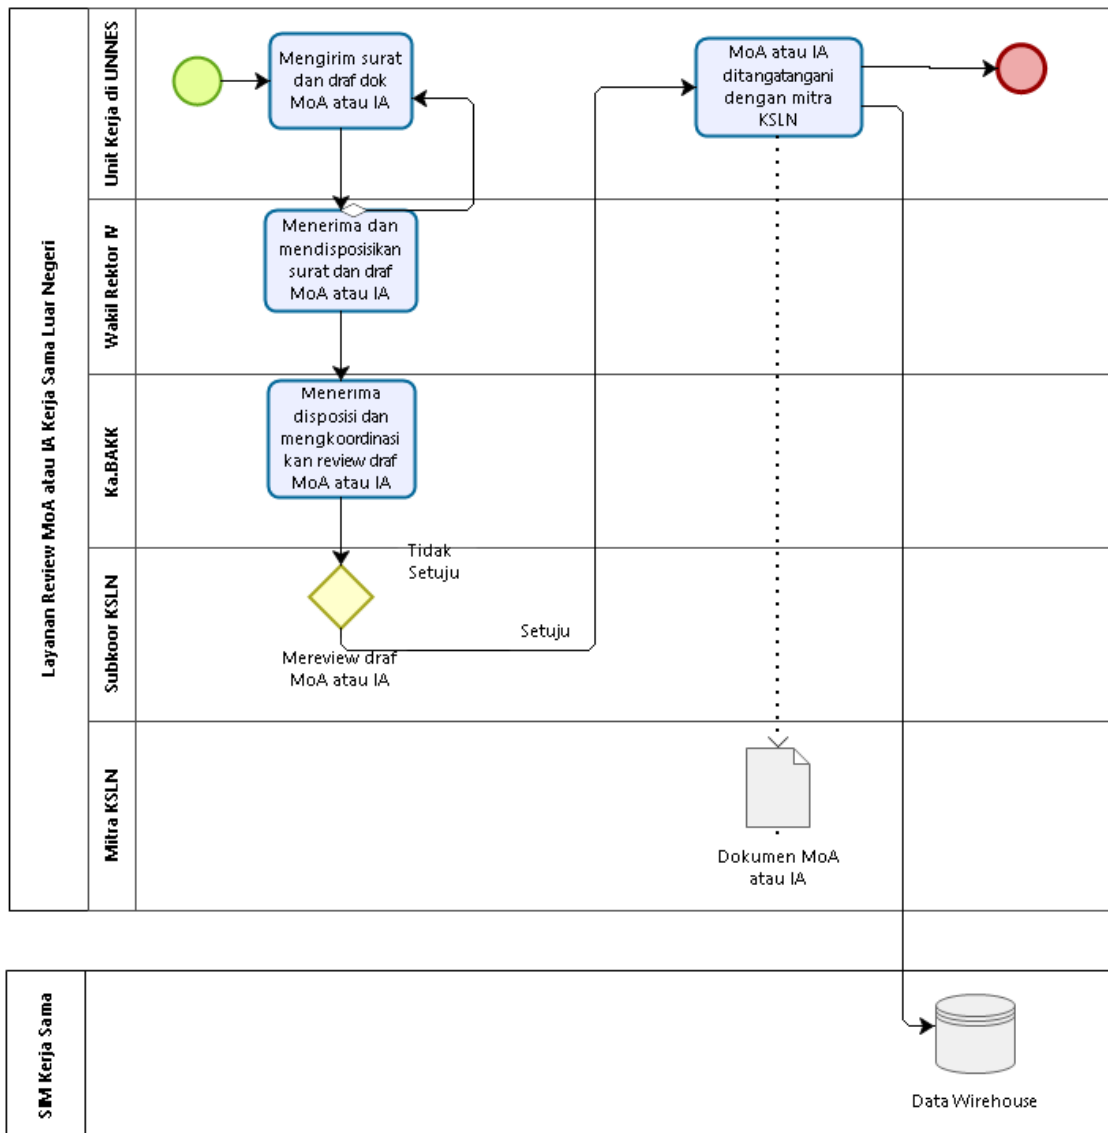 Layanan Review MoA atau IA Kerja Sama Luar Negeri
Unit Kerja di UNNES
Mengirim surat
dan draf dok
MoA atau IA
MoA atau IA
ditangatangani
dengan mitra
KSLN
Wakil Rektor IV
Menerima dan
mendisposisikan
surat dan draf
MoA atau IA
Ka.BAKK
Menerima
disposisi dan
mengkoordinasi
kan review draf
MoA atau IA
Subkoor KSLN
Tidak
Setuju
Setuju
Mereview draf
MoA atau IA
Mitra KSLN
Dokumen MoA
atau IA
SIM Kerja Sama
Data Wirehouse